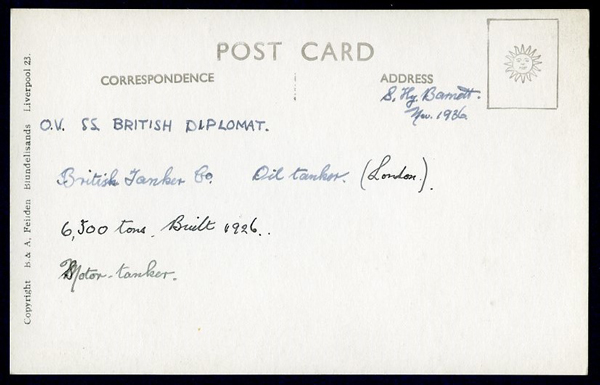 POST CARD
CORRESPONDENCE
ADDRESS
S. Hy. Barnett.
Nov. 1936
O.V. SS. BRITISH DIPLOMAT.
British Tanker Co. Oil tanker. (London.).
6,500 tons. Built 1926..
Motor-tanker.
Copyright B & A. Feilden Blundellsands Liverpool 23.